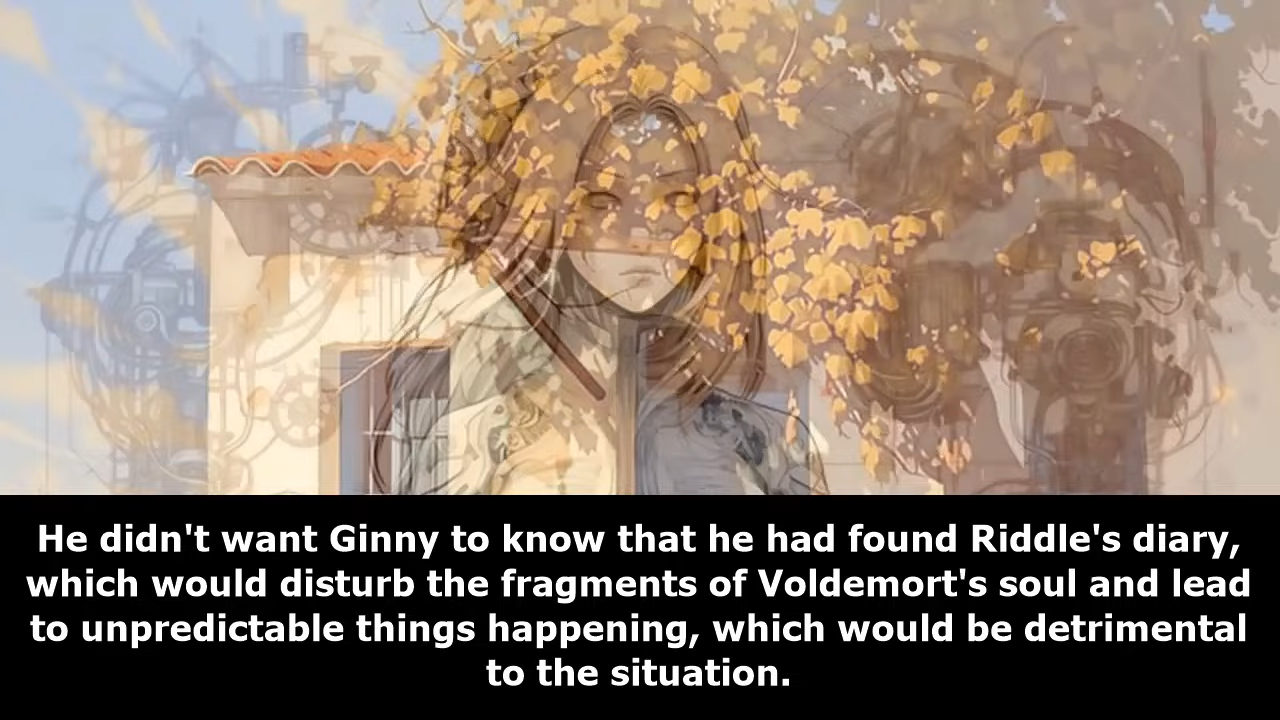 He didn't want Ginny to know that he had found Riddle's diary,
which would disturb the fragments of Voldemort's soul and lead
to unpredictable things happening, which would be detrimental
to the situation.